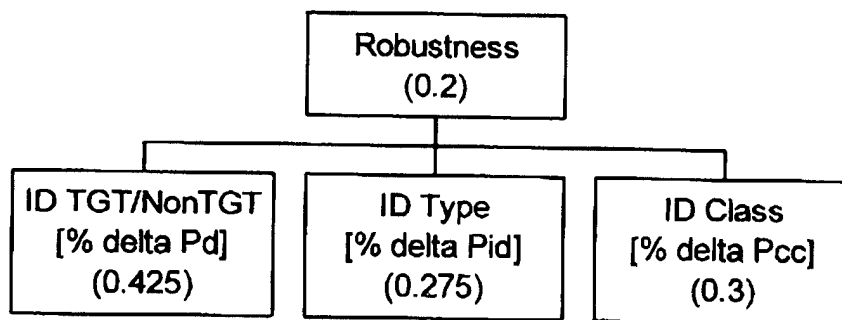 Robustness
(0.2)
ID TGT/NonTGT
[% delta Pd]
(0.425)
ID Type
[% delta Pid]
(0.275)
ID Class
[% delta Pcc]
(0.3)